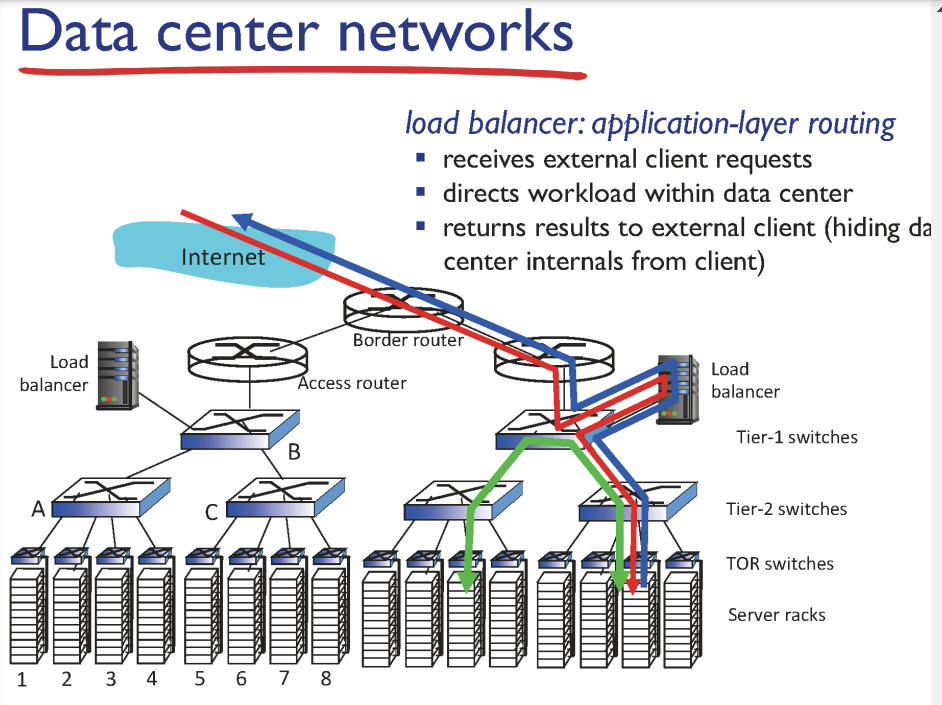 Data center networks
load balancer: application-layer routing
▪ receives external client requests
▪ directs workload within data center
▪ returns results to external client (hiding da
center internals from client)
Internet
Border router
Access router
Load
balancer
Load
balancer
Tier-1 switches
B
A
C
Tier-2 switches
TOR switches
Server racks
1 2 3 4 5 6 7 8